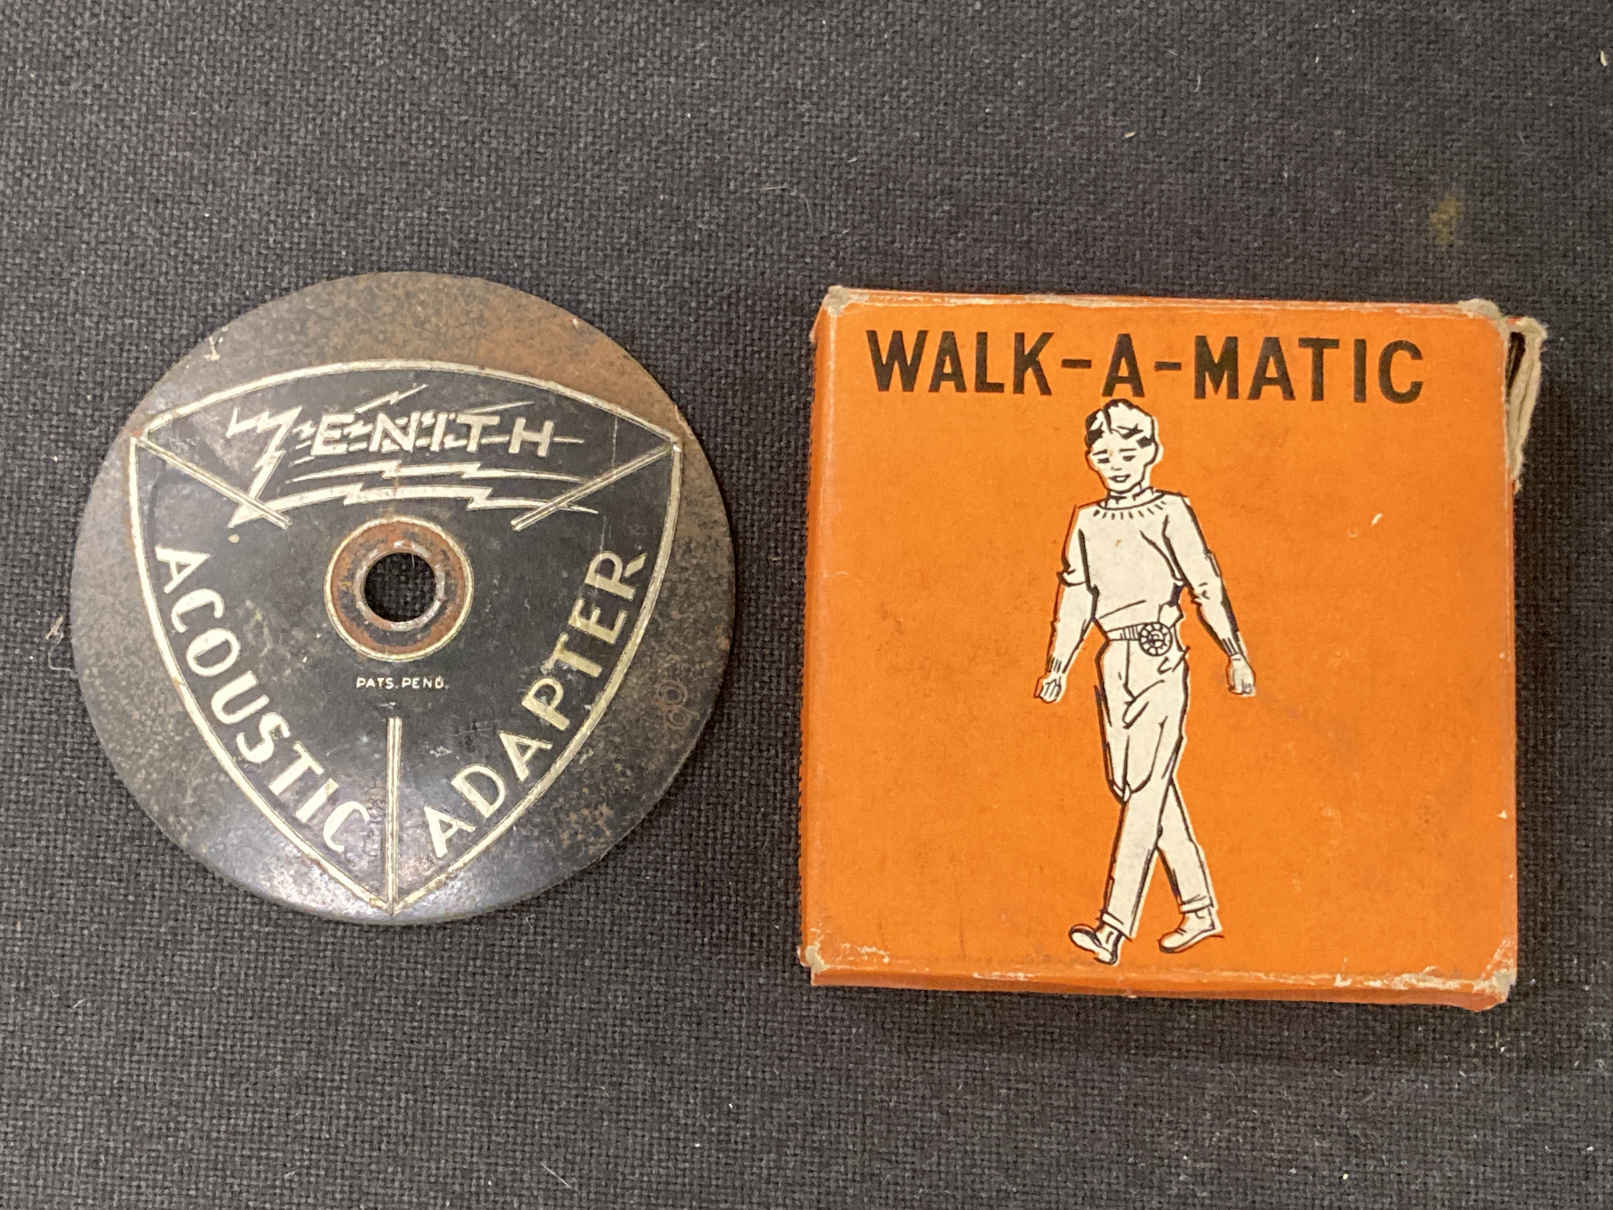 ZENITH
ACOUSTIC ADAPTER
PATS. PEND.
WALK-A-MATIC